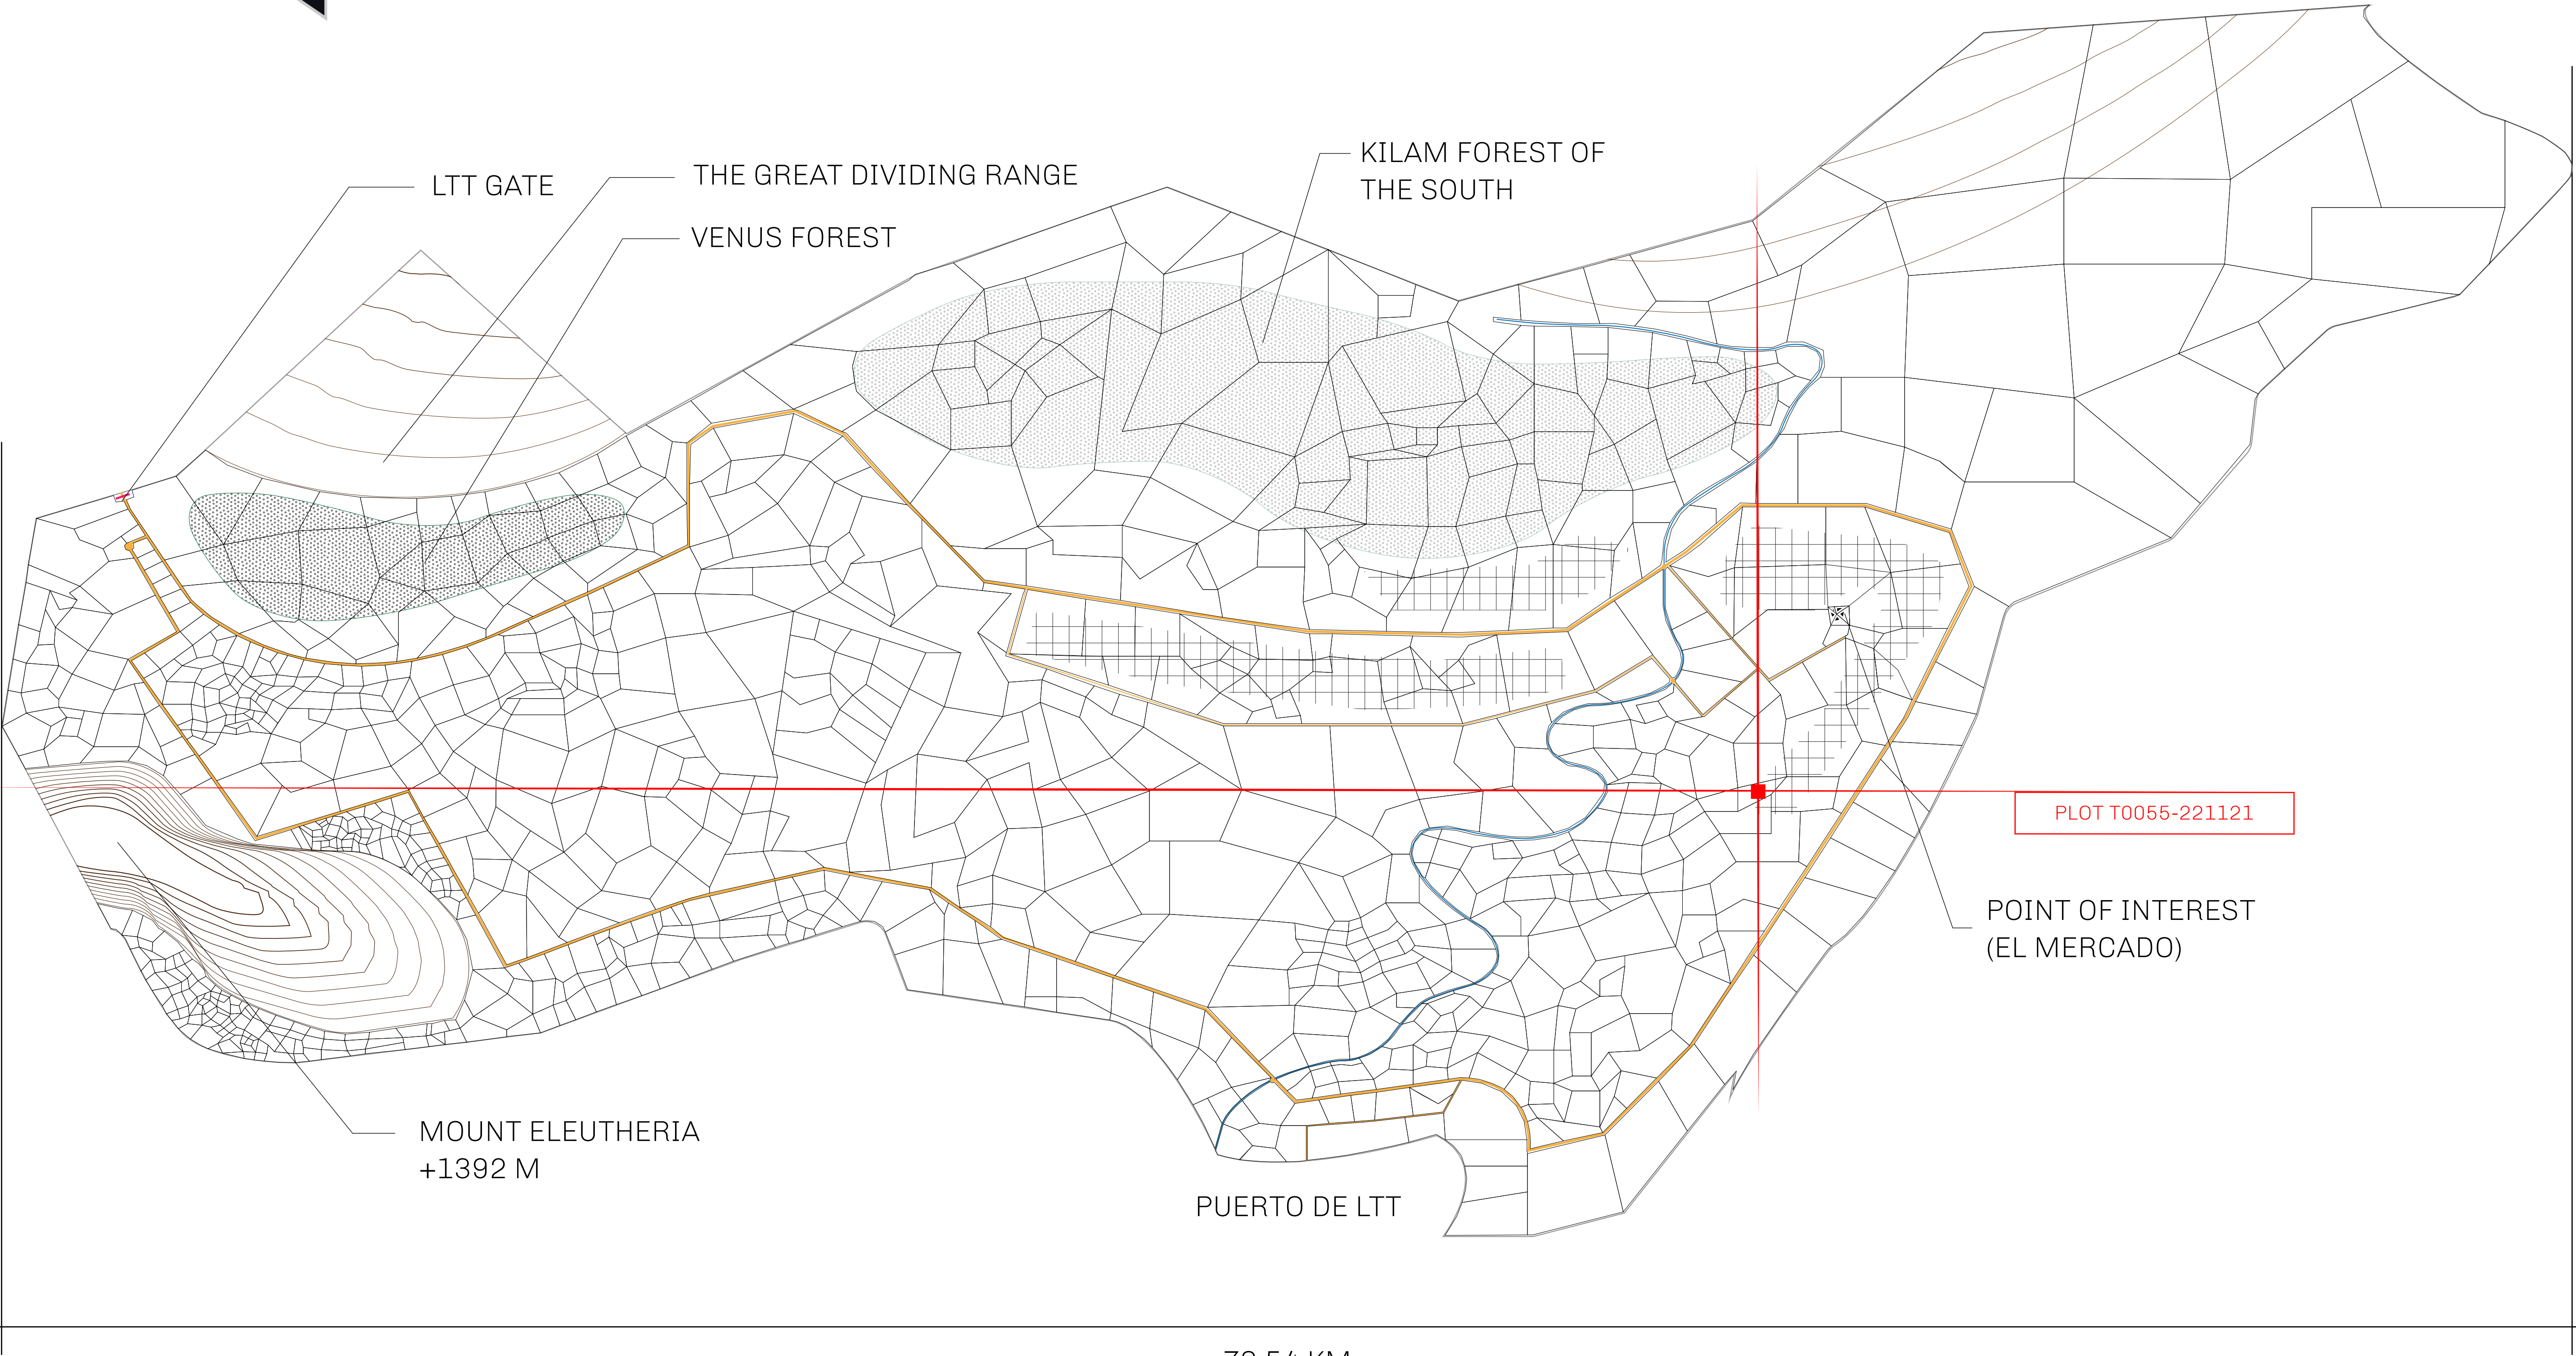 KILAM FOREST OF
THE SOUTH
THE GREAT DIVIDING RANGE
LTT GATE
VENUS FOREST
PLOT T0055-221121
POINT OF INTEREST
(EL MERCADO)
MOUNT ELEUTHERIA
+1392 M
PUERTO DE LTT
KM